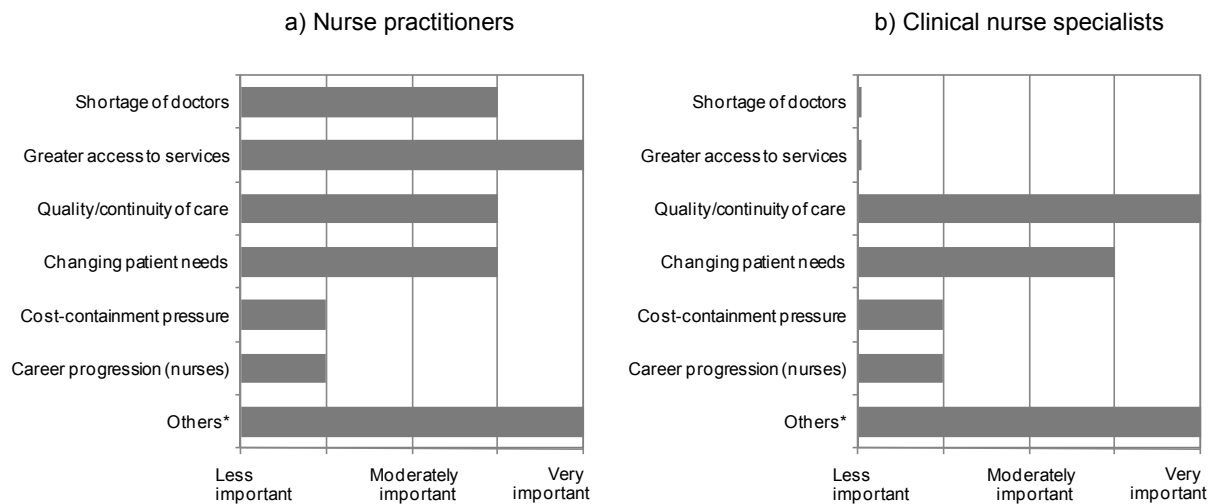 a) Nurse practitioners
Shortage of doctors
Greater access to services
Quality/continuity of care
Changing patient needs
Cost-containment pressure
Career progression (nurses)
Others*
Less
important
Moderately
important
Very
important
b) Clinical nurse specialists
Shortage of doctors
Greater access to services
Quality/continuity of care
Changing patient needs
Cost-containment pressure
Career progression (nurses)
Others*
Less
important
Moderately
important
Very
important